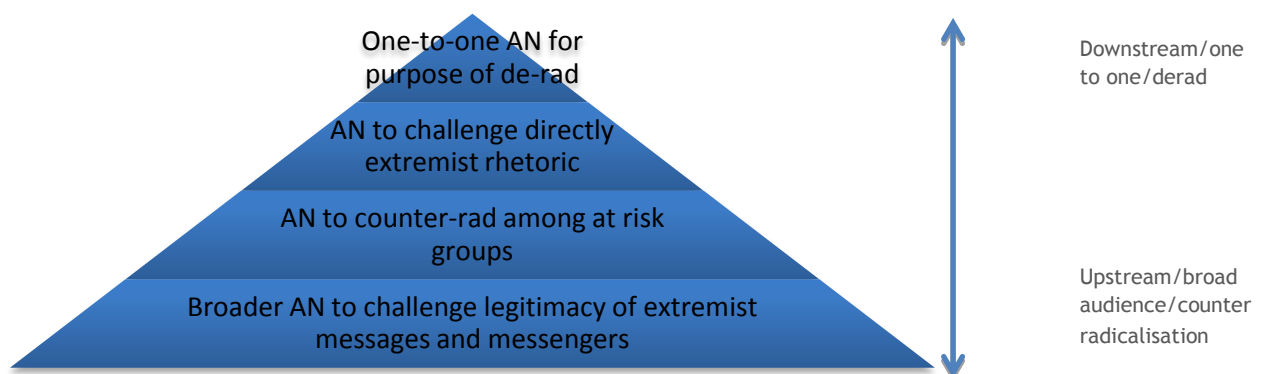 One-to-one AN for
purpose of de-rad
AN to challenge directly
extremist rhetoric
AN to counter-rad among at risk
groups
Broader AN to challenge legitimacy of extremist
messages and messengers
Downstream/one
to one/derad
Upstream/broad
audience/counter
radicalisation